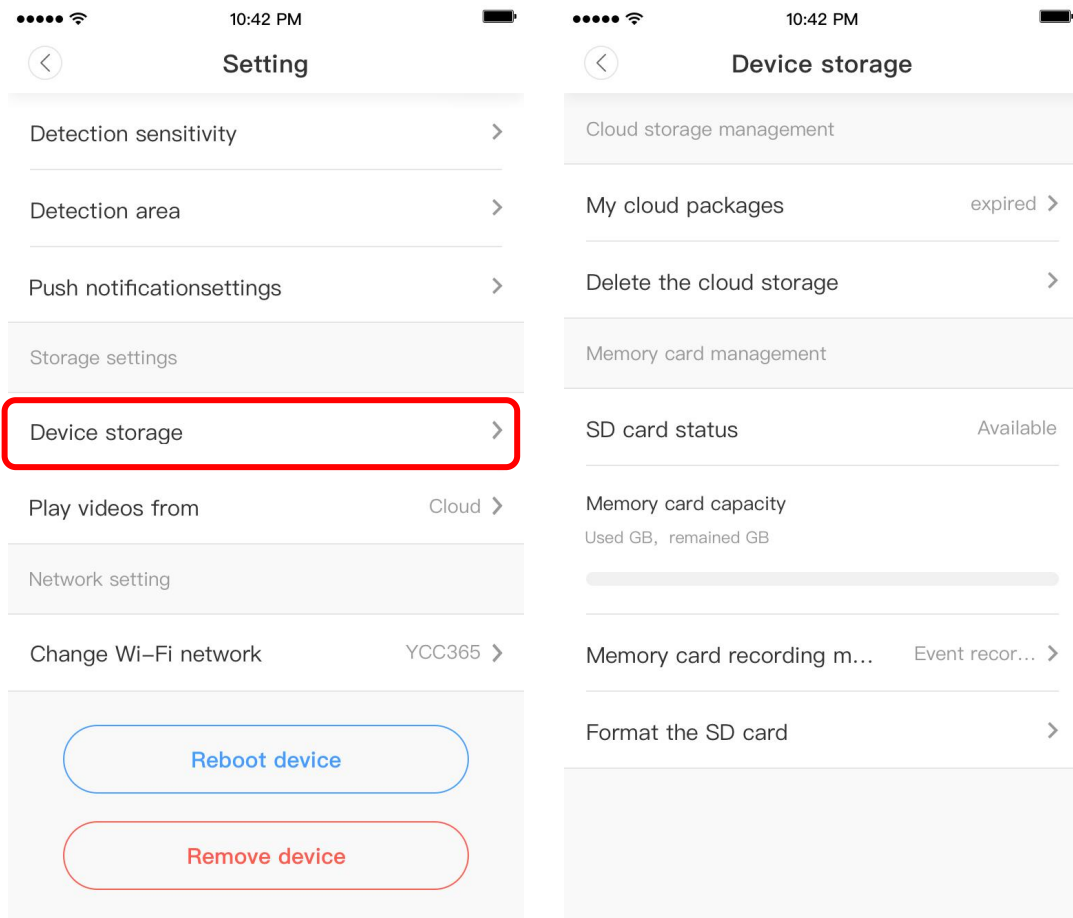 10:42 PM
Setting
Detection sensitivity
Detection area
Push notificationsettings
Storage settings
Device storage
Play videos from
Cloud
Network setting
Change Wi-Fi network
YCC365
Reboot device
Remove device
10:42 PM
Device storage
Cloud storage management
My cloud packages
expired
Delete the cloud storage
Memory card management
SD card status
Available
Memory card capacity
Used GB, remained GB
Memory card recording m...
Event recor...
Format the SD card